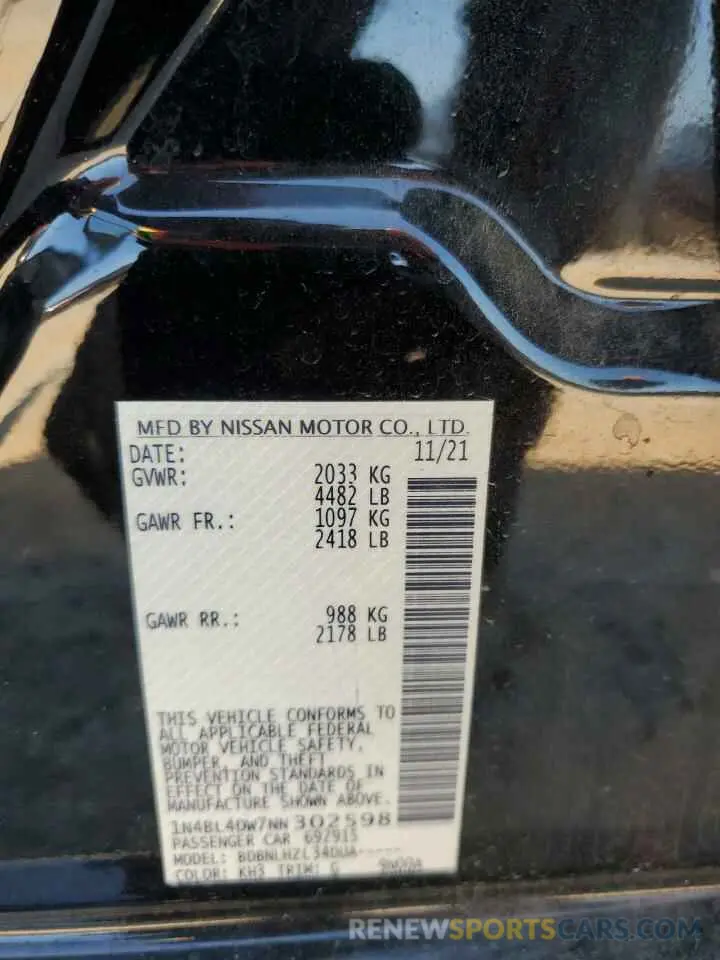 MFD BY NISSAN MOTOR CO., LTD.
DATE: 11/21
GVWR: 2033 KG
4482 LB
GAWR FR.: 1097 KG
2418 LB
GAWR RR.: 988 KG
2178 LB
THIS VEHICLE CONFORMS TO
ALL APPLICABLE FEDERAL
MOTOR VEHICLE SAFETY,
BUMPER, AND THEFT
PREVENTION STANDARDS IN
EFFECT ON THE DATE OF
MANUFACTURE SHOWN ABOVE.
1N4BL4DW7NN302598
PASSENGER CAR 692915
MODEL:
COLOR: KH3 TRIM: G
RENEWSPORTSCARS.COM